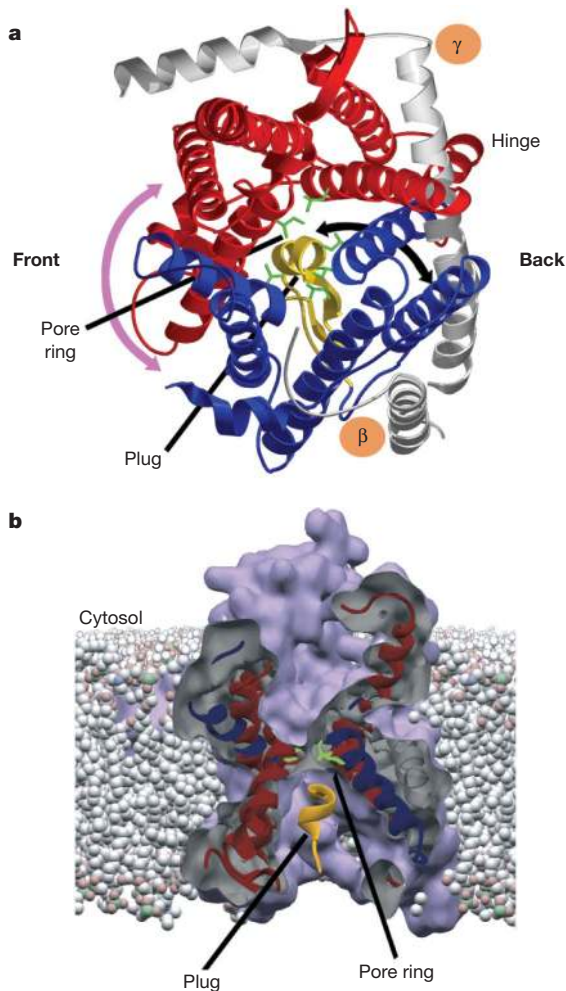 a
γ
Hinge
Front
Back
Pore
ring
Plug
β
b
Cytosol
Plug
Pore ring